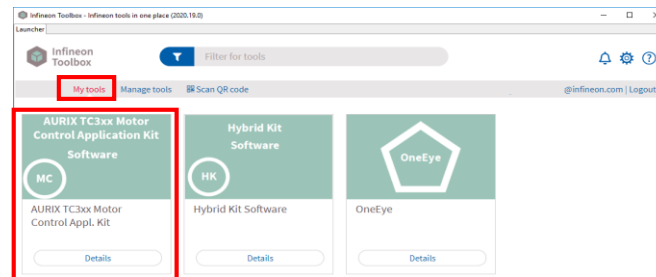 Infineon Toolbox - Infineon tools in one place (2020.19.0)
Launcher
Infineon
Toolbox
Filter for tools
My tools Manage tools Scan QR code @infineon.com | Logout
AURIX TC3xx Motor
Control Application Kit
Software
MC
AURIX TC3xx Motor
Control Appl. Kit
Details
Hybrid Kit
Software
HK
Hybrid Kit Software
Details
OneEye
OneEye
Details